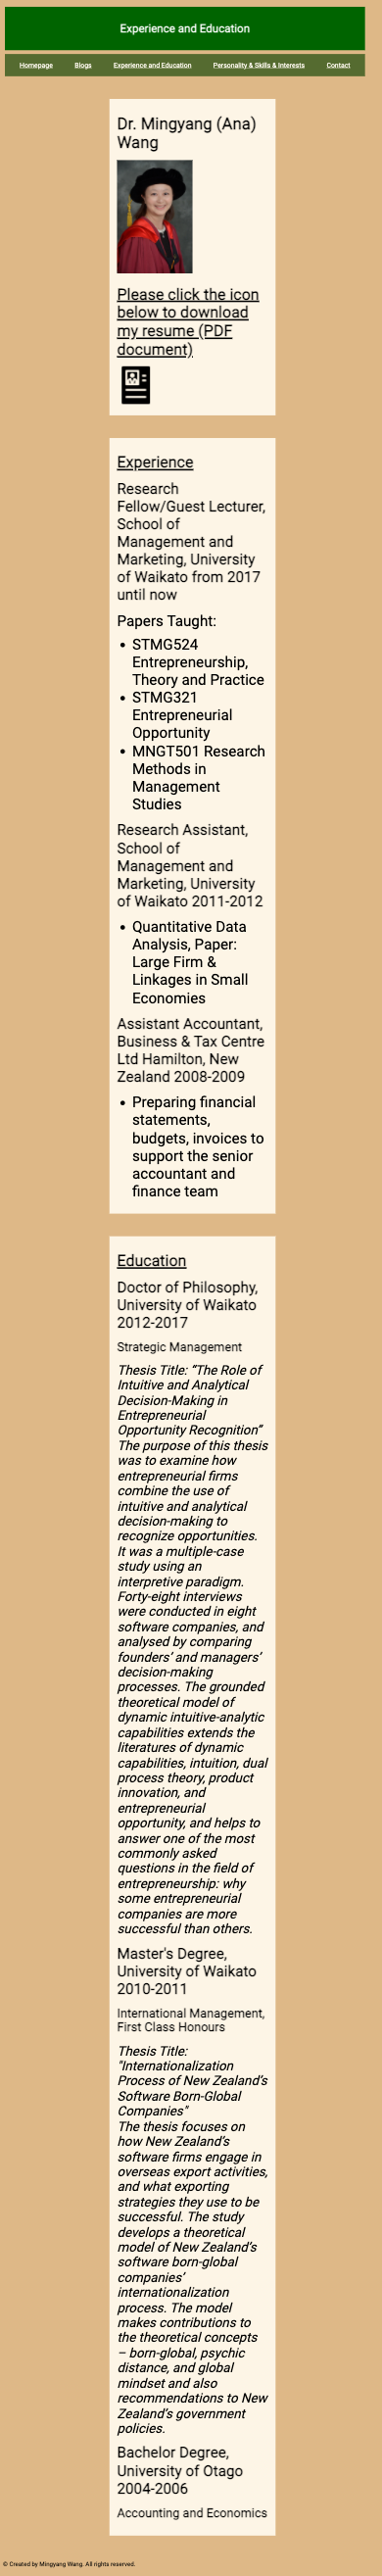 Experience and Education
Homepage Blogs Experience and Education Personality & Skills & Interests Contact
Dr. Mingyang (Ana)
Wang
Please click the icon
below to download
my resume (PDF
document)
Experience
Research
Fellow/Guest Lecturer,
School of
Management and
Marketing, University
of Waikato from 2017
until now
Papers Taught:
• STMG524
Entrepreneurship,
Theory and Practice
• STMG321
Entrepreneurial
Opportunity
• MNGT501 Research
Methods in
Management
Studies
Research Assistant,
School of
Management and
Marketing, University
of Waikato 2011-2012
• Quantitative Data
Analysis, Paper:
Large Firm &
Linkages in Small
Economies
Assistant Accountant,
Business & Tax Centre
Ltd Hamilton, New
Zealand 2008-2009
• Preparing financial
statements,
budgets, invoices to
support the senior
accountant and
finance team
Education
Doctor of Philosophy,
University of Waikato
2012-2017
Strategic Management
Thesis Title: “The Role of
Intuitive and Analytical
Decision-Making in
Entrepreneurial
Opportunity Recognition”
The purpose of this thesis
was to examine how
entrepreneurial firms
combine the use of
intuitive and analytical
decision-making to
recognize opportunities.
It was a multiple-case
study using an
interpretive paradigm.
Forty-eight interviews
were conducted in eight
software companies, and
analysed by comparing
founders’ and managers’
decision-making
processes. The grounded
theoretical model of
dynamic intuitive-analytic
capabilities extends the
literatures of dynamic
capabilities, intuition, dual
process theory, product
innovation, and
entrepreneurial
opportunity, and helps to
answer one of the most
commonly asked
questions in the field of
entrepreneurship: why
some entrepreneurial
companies are more
successful than others.
Master's Degree,
University of Waikato
2010-2011
International Management,
First Class Honours
Thesis Title:
"Internationalization
Process of New Zealand’s
Software Born-Global
Companies"
The thesis focuses on
how New Zealand’s
software firms engage in
overseas export activities,
and what exporting
strategies they use to be
successful. The study
develops a theoretical
model of New Zealand’s
software born-global
companies’
internationalization
process. The model
makes contributions to
the theoretical concepts
– born-global, psychic
distance, and global
mindset and also
recommendations to New
Zealand’s government
policies.
Bachelor Degree,
University of Otago
2004-2006
Accounting and Economics
© Created by Mingyang Wang. All rights reserved.